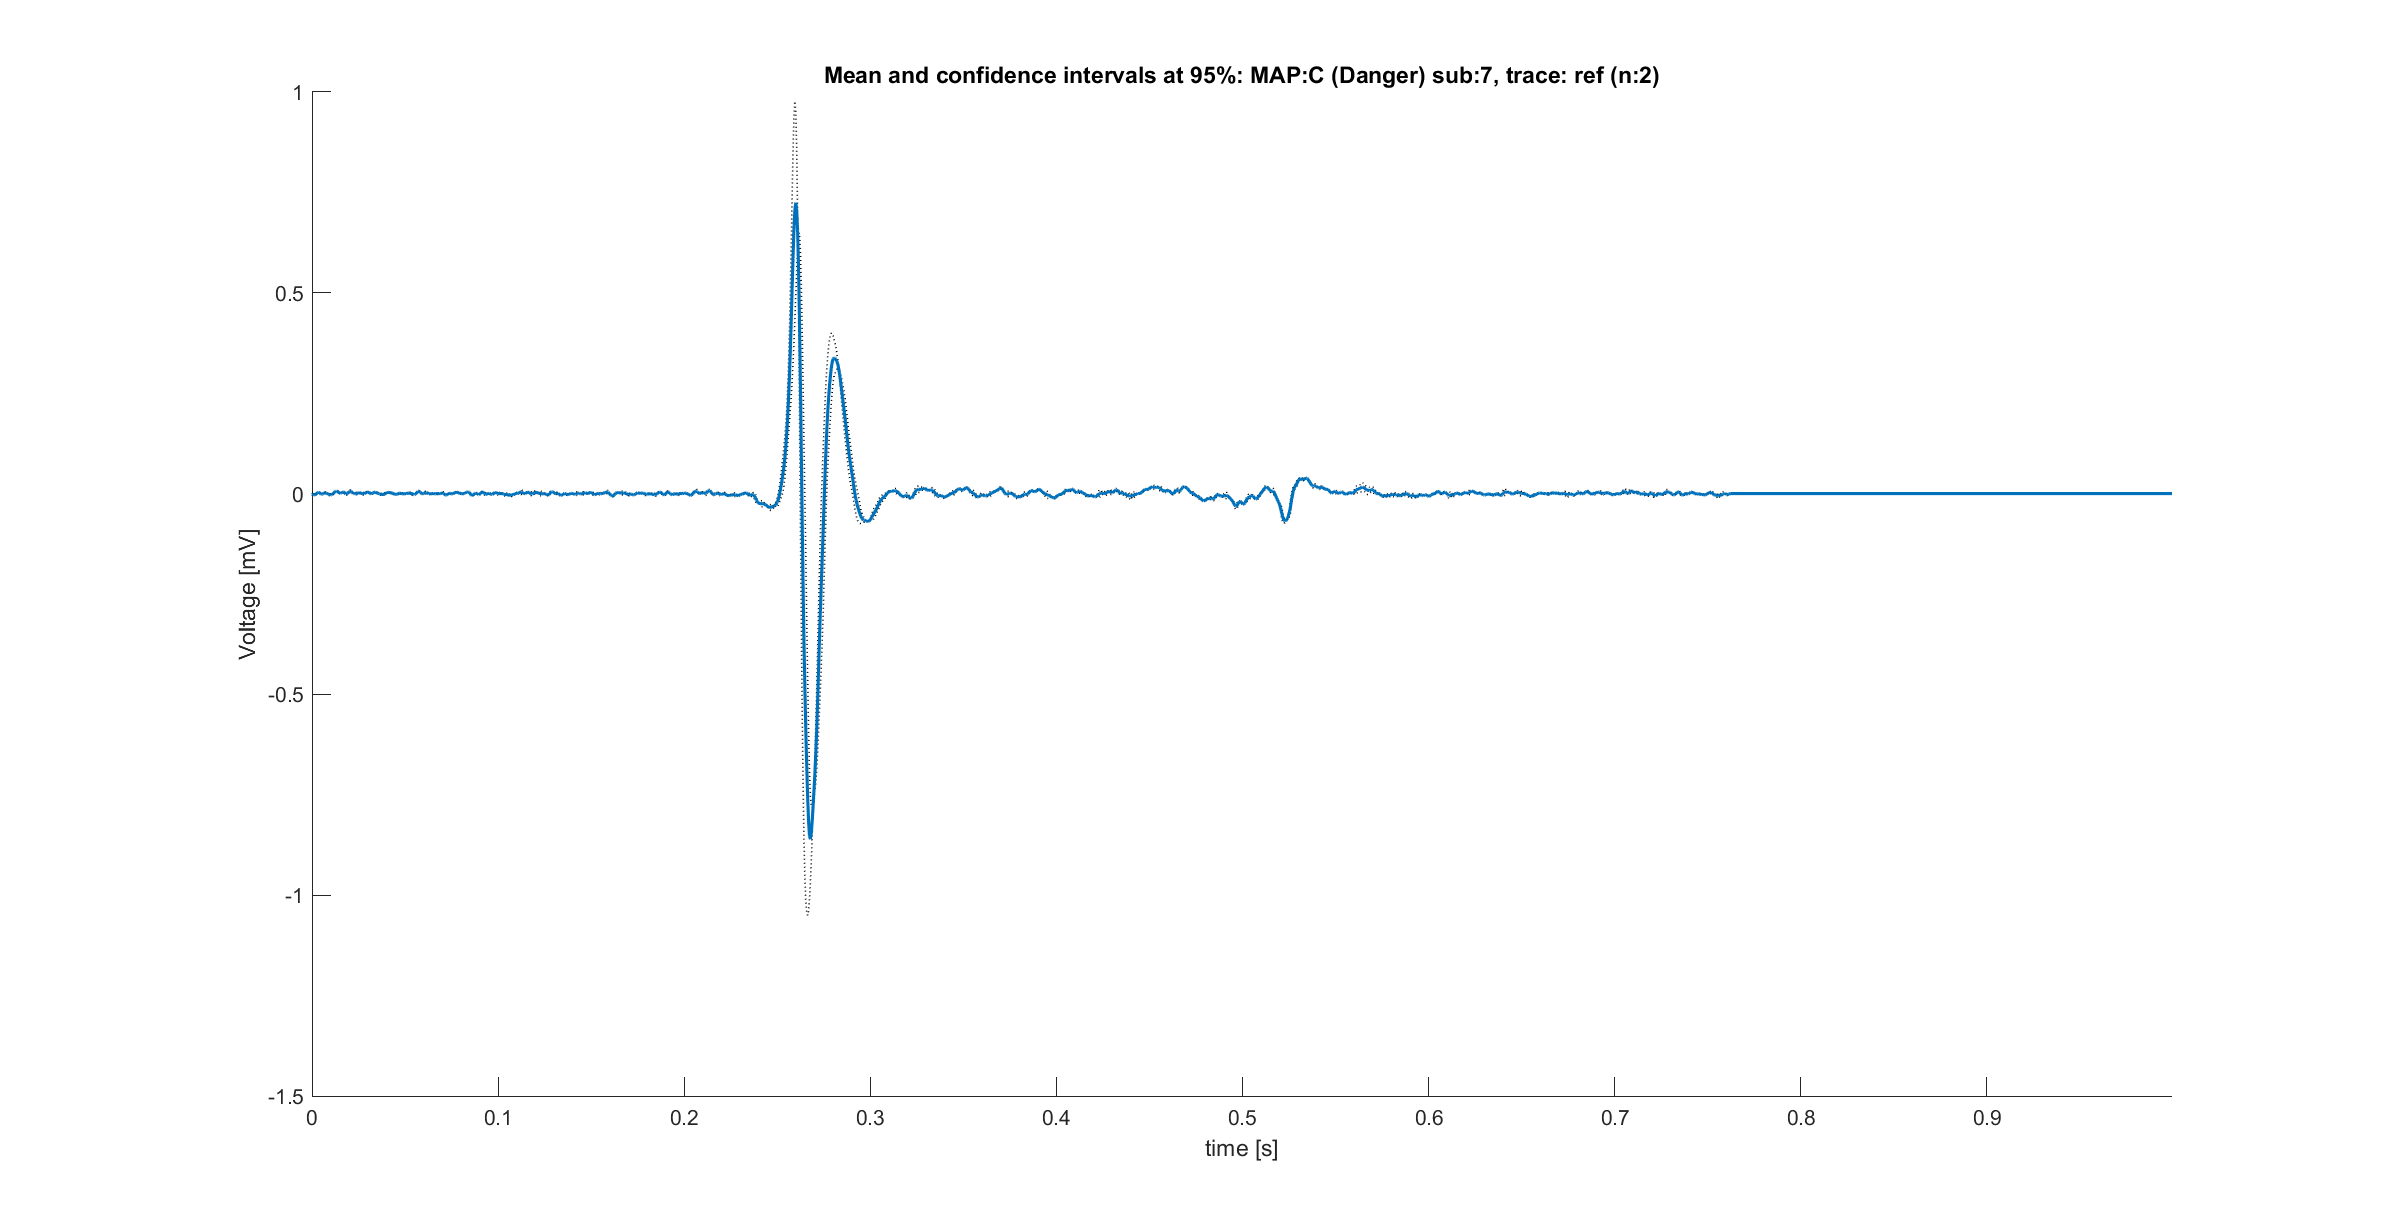 Mean and confidence intervals at 95%: MAP:C (Danger) sub:7, trace: ref (n:2)
1
0.5
0
-0.5
-1
-1.5
Voltage [mV]
0 0.1 0.2 0.3 0.4 0.5 0.6 0.7 0.8 0.9
time [s]